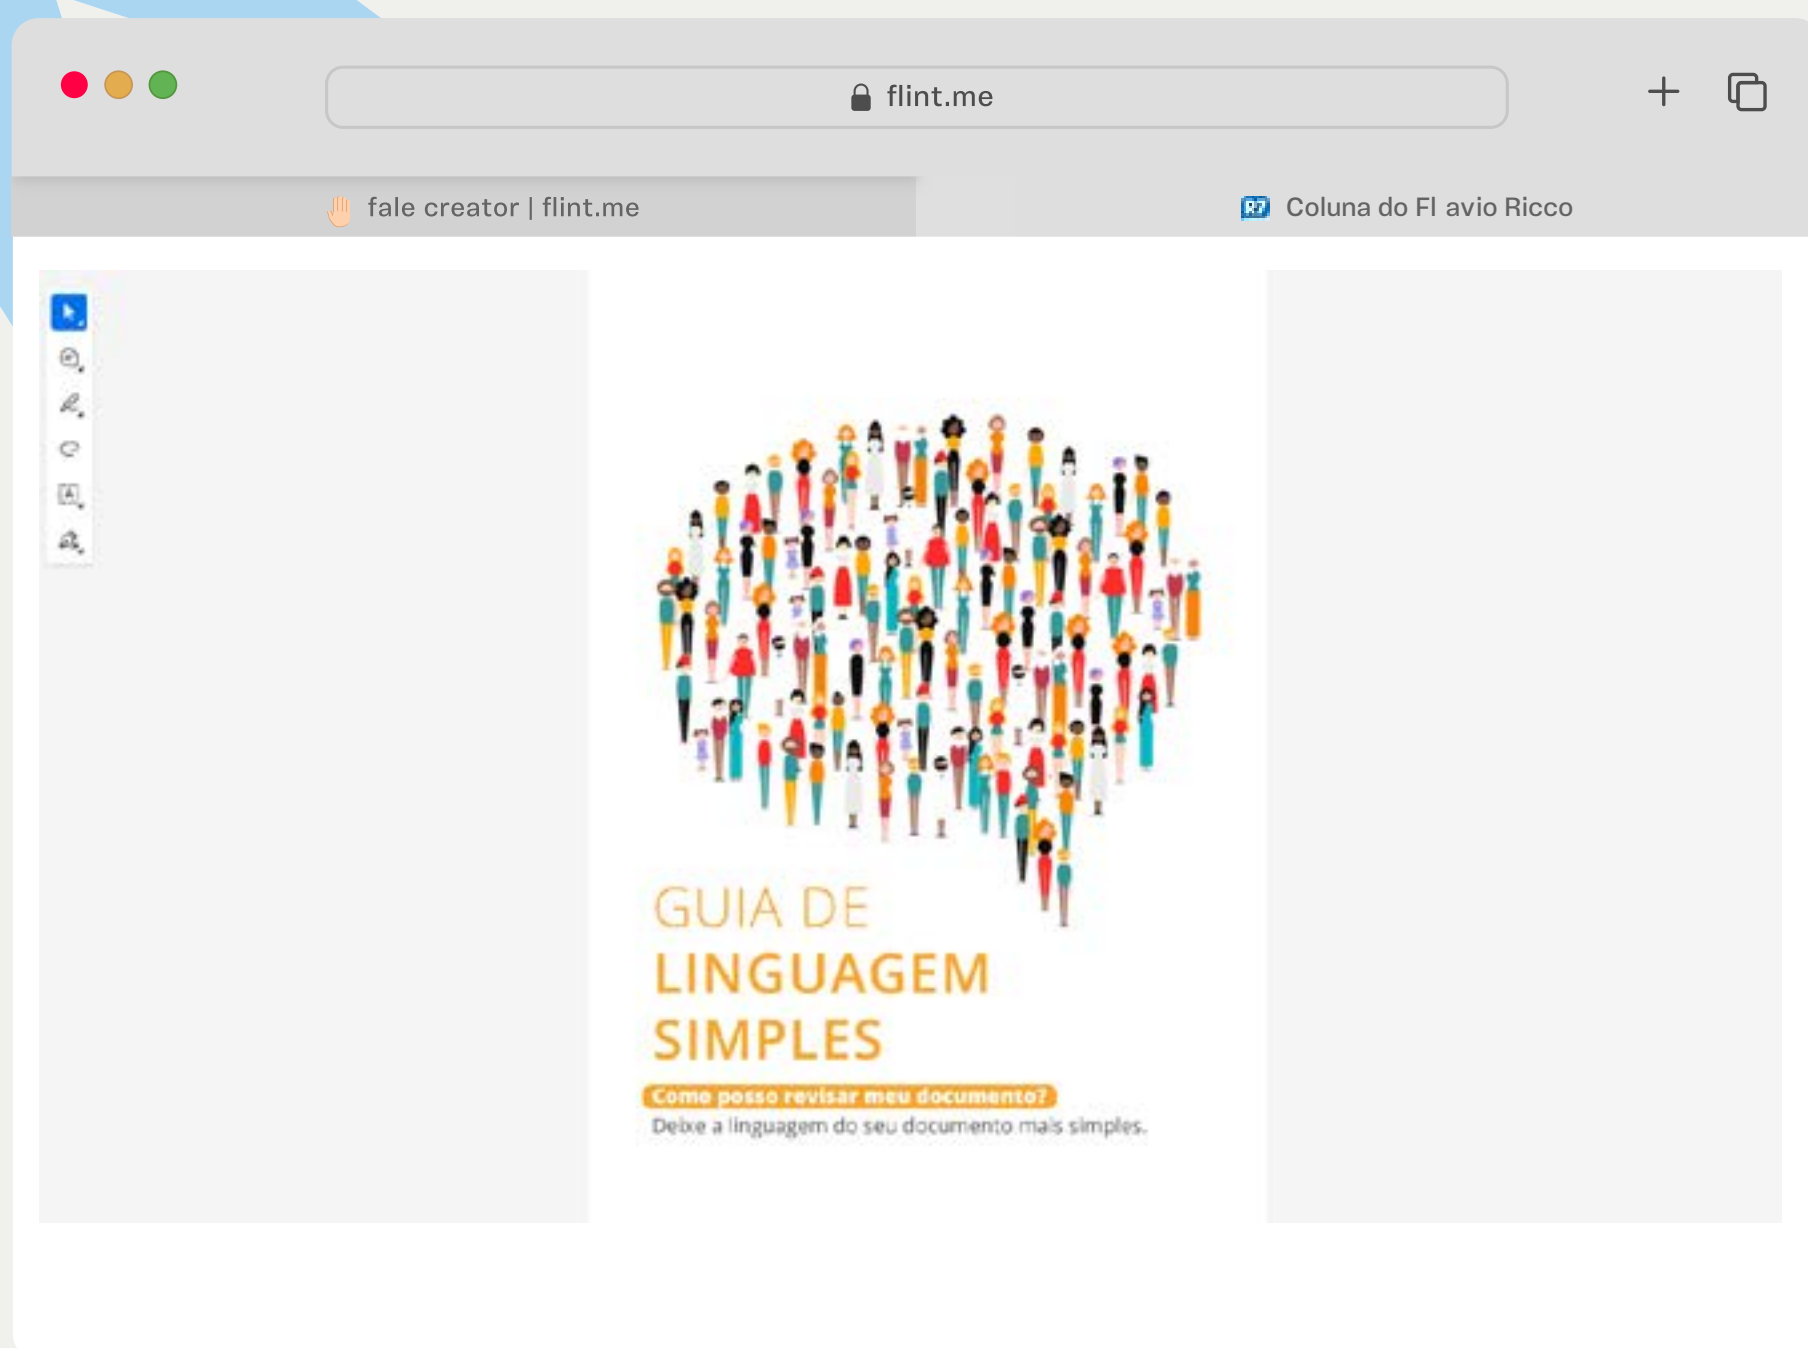 flint.me
fale creator | flint.me
R7 Coluna do Fl avio Ricco
GUIA DE
LINGUAGEM
SIMPLES
Como posso revisar meu documento?
Deixe a linguagem do seu documento mais simples.